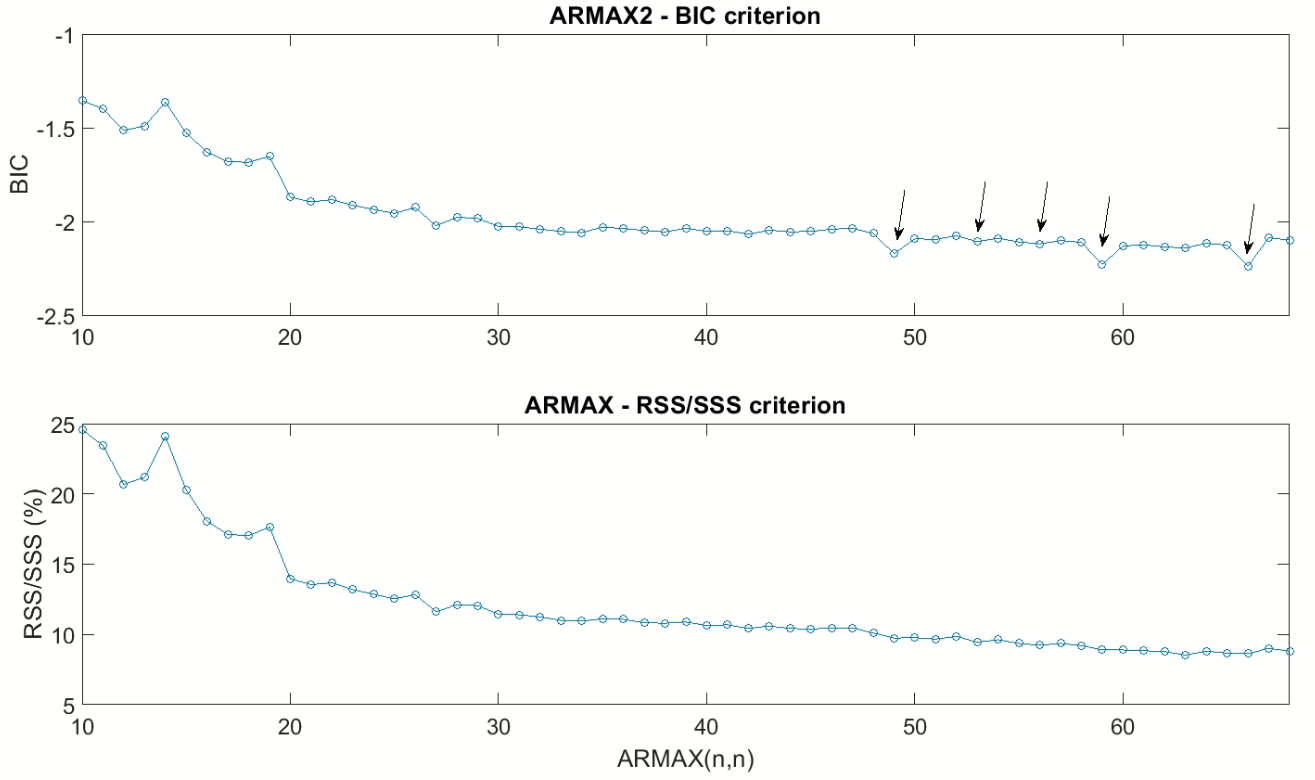 ARMAX2 - BIC criterion
-1
-1.5
-2
-2.5
BIC
10 20 30 40 50 60
ARMAX - RSS/SSS criterion
25
20
15
10
5
RSS/SSS (%)
10 20 30 40 50 60
ARMAX(n,n)